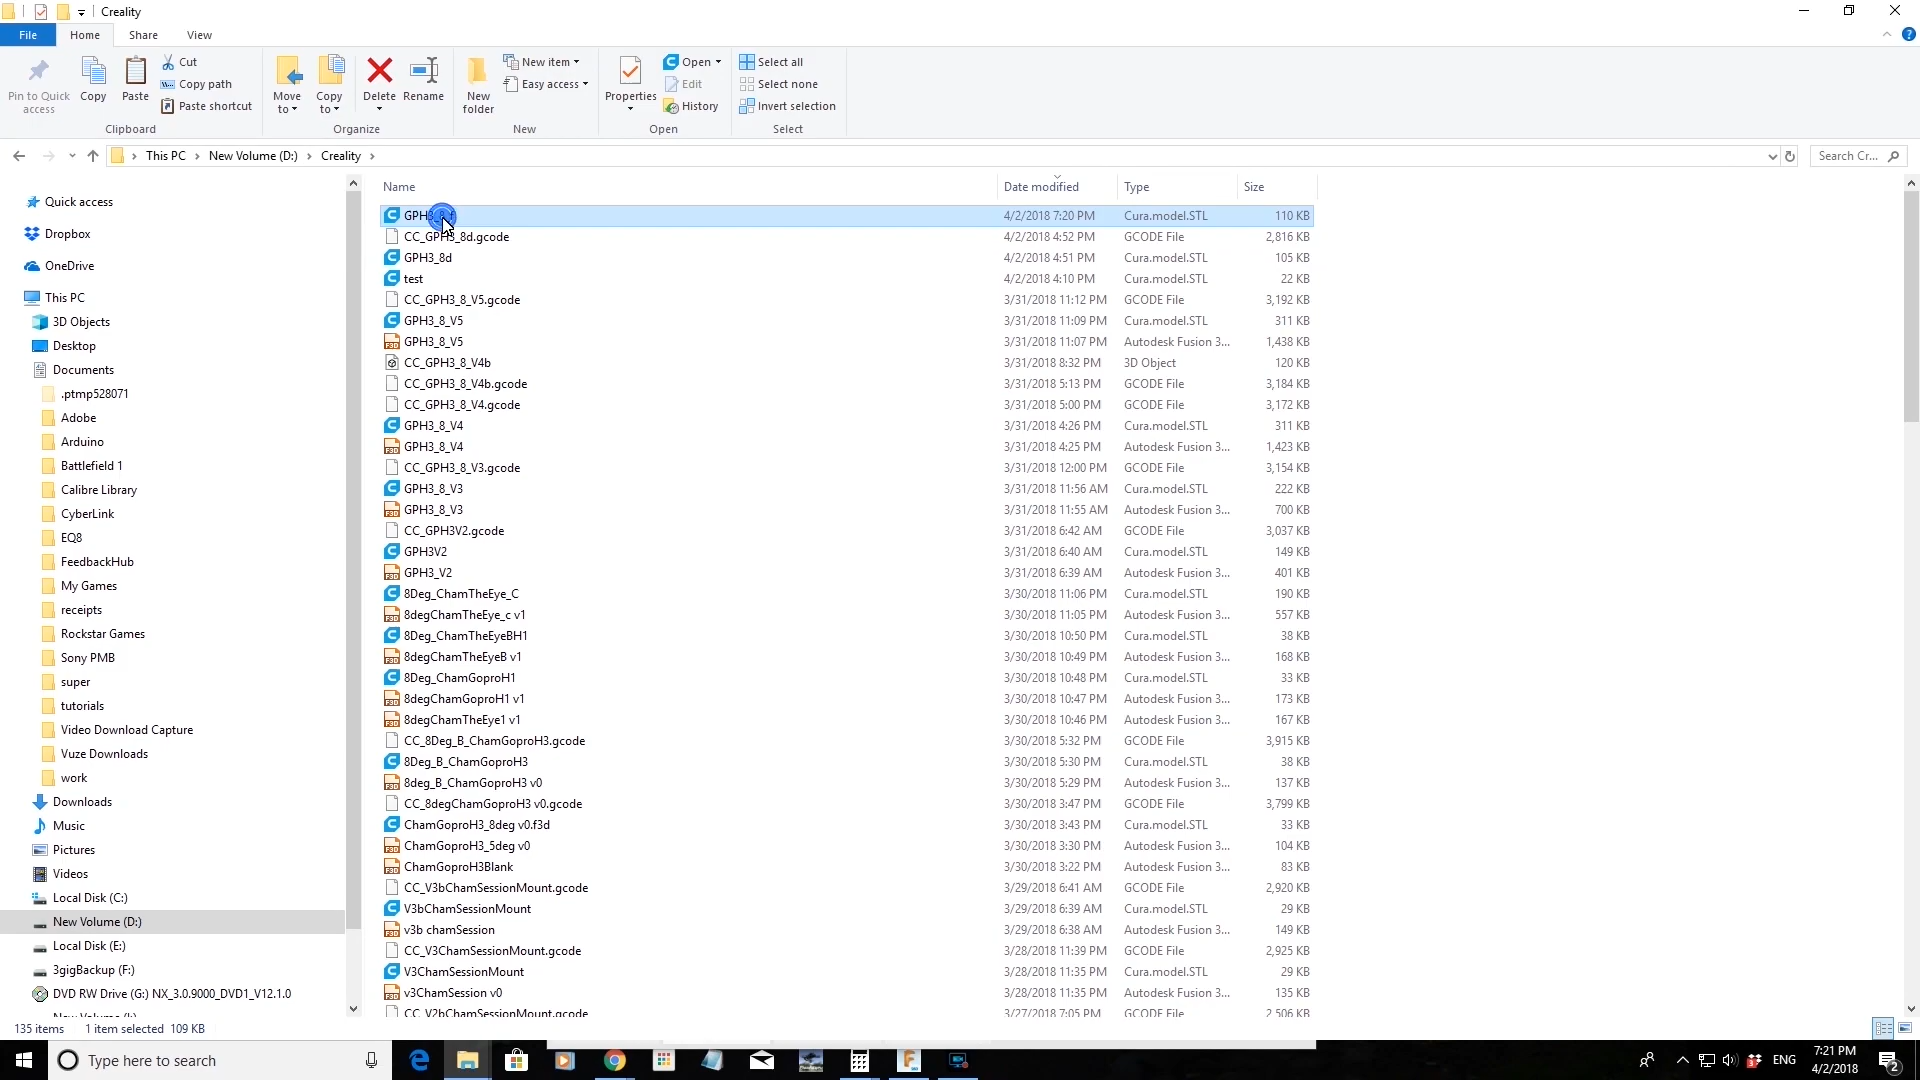 Creality
File Home Share View
Pin to Quick access
Copy
Paste
Cut
Copy path
Paste shortcut
Clipboard
Move to
Copy to
Delete
Rename
Organize
New folder
New item
Easy access
New
Properties
Open
Edit
History
Open
Select all
Select none
Invert selection
Select
This PC › New Volume (D:) › Creality ›
Search Cr...
Quick access
Dropbox
OneDrive
This PC
3D Objects
Desktop
Documents
.ptmp528071
Adobe
Arduino
Battlefield 1
Calibre Library
CyberLink
EQ8
FeedbackHub
My Games
receipts
Rockstar Games
Sony PMB
super
tutorials
Video Download Capture
Vuze Downloads
work
Downloads
Music
Pictures
Videos
Local Disk (C:)
New Volume (D:)
Local Disk (E:)
3gigBackup (F:)
DVD RW Drive (G:) NX_3.0.9000_DVD1_V12.1.0
Name Date modified Type Size
4/2/2018 7:20 PM Cura.model.STL 110 KB
CC_GPH3_8d.gcode 4/2/2018 4:52 PM GCODE File 2,816 KB
GPH3_8d 4/2/2018 4:51 PM Cura.model.STL 105 KB
test 4/2/2018 4:10 PM Cura.model.STL 22 KB
CC_GPH3_8_V5.gcode 3/31/2018 11:12 PM GCODE File 3,192 KB
GPH3_8_V5 3/31/2018 11:09 PM Cura.model.STL 311 KB
GPH3_8_V5 3/31/2018 11:07 PM Autodesk Fusion 3... 1,438 KB
CC_GPH3_8_V4b 3/31/2018 8:32 PM 3D Object 120 KB
CC_GPH3_8_V4b.gcode 3/31/2018 5:13 PM GCODE File 3,184 KB
CC_GPH3_8_V4.gcode 3/31/2018 5:00 PM GCODE File 3,172 KB
GPH3_8_V4 3/31/2018 4:26 PM Cura.model.STL 311 KB
GPH3_8_V4 3/31/2018 4:25 PM Autodesk Fusion 3... 1,423 KB
CC_GPH3_8_V3.gcode 3/31/2018 12:00 PM GCODE File 3,154 KB
GPH3_8_V3 3/31/2018 11:56 AM Cura.model.STL 222 KB
GPH3_8_V3 3/31/2018 11:55 AM Autodesk Fusion 3... 700 KB
CC_GPH3V2.gcode 3/31/2018 6:42 AM GCODE File 3,037 KB
GPH3V2 3/31/2018 6:40 AM Cura.model.STL 149 KB
GPH3_V2 3/31/2018 6:39 AM Autodesk Fusion 3... 401 KB
8Deg_ChamTheEye_C 3/30/2018 11:06 PM Cura.model.STL 190 KB
8degChamTheEye_c v1 3/30/2018 11:05 PM Autodesk Fusion 3... 557 KB
8Deg_ChamTheEyeBH1 3/30/2018 10:50 PM Cura.model.STL 38 KB
8degChamTheEyeB v1 3/30/2018 10:49 PM Autodesk Fusion 3... 168 KB
8Deg_ChamGoproH1 3/30/2018 10:48 PM Cura.model.STL 33 KB
8degChamGoproH1 v1 3/30/2018 10:47 PM Autodesk Fusion 3... 173 KB
8degChamTheEye1 v1 3/30/2018 10:46 PM Autodesk Fusion 3... 167 KB
CC_8Deg_B_ChamGoproH3.gcode 3/30/2018 5:32 PM GCODE File 3,915 KB
8Deg_B_ChamGoproH3 3/30/2018 5:30 PM Cura.model.STL 38 KB
8deg_B_ChamGoproH3 v0 3/30/2018 5:29 PM Autodesk Fusion 3... 137 KB
CC_8degChamGoproH3 v0.gcode 3/30/2018 3:47 PM GCODE File 3,799 KB
ChamGoproH3_8deg v0.f3d 3/30/2018 3:43 PM Cura.model.STL 33 KB
ChamGoproH3_5deg v0 3/30/2018 3:30 PM Autodesk Fusion 3... 104 KB
ChamGoproH3Blank 3/30/2018 3:22 PM Autodesk Fusion 3... 83 KB
CC_V3bChamSessionMount.gcode 3/29/2018 6:41 AM GCODE File 2,920 KB
V3bChamSessionMount 3/29/2018 6:39 AM Cura.model.STL 29 KB
v3b chamSession 3/29/2018 6:38 AM Autodesk Fusion 3... 149 KB
CC_V3ChamSessionMount.gcode 3/28/2018 11:39 PM GCODE File 2,925 KB
V3ChamSessionMount 3/28/2018 11:35 PM Cura.model.STL 29 KB
v3ChamSession v0 3/28/2018 11:35 PM Autodesk Fusion 3... 135 KB
CC_V2bChamSessionMount.gcode 3/27/2018 7:05 PM GCODE File 2,506 KB
135 items 1 item selected 109 KB
Type here to search
ENG
7:21 PM
4/2/2018
2